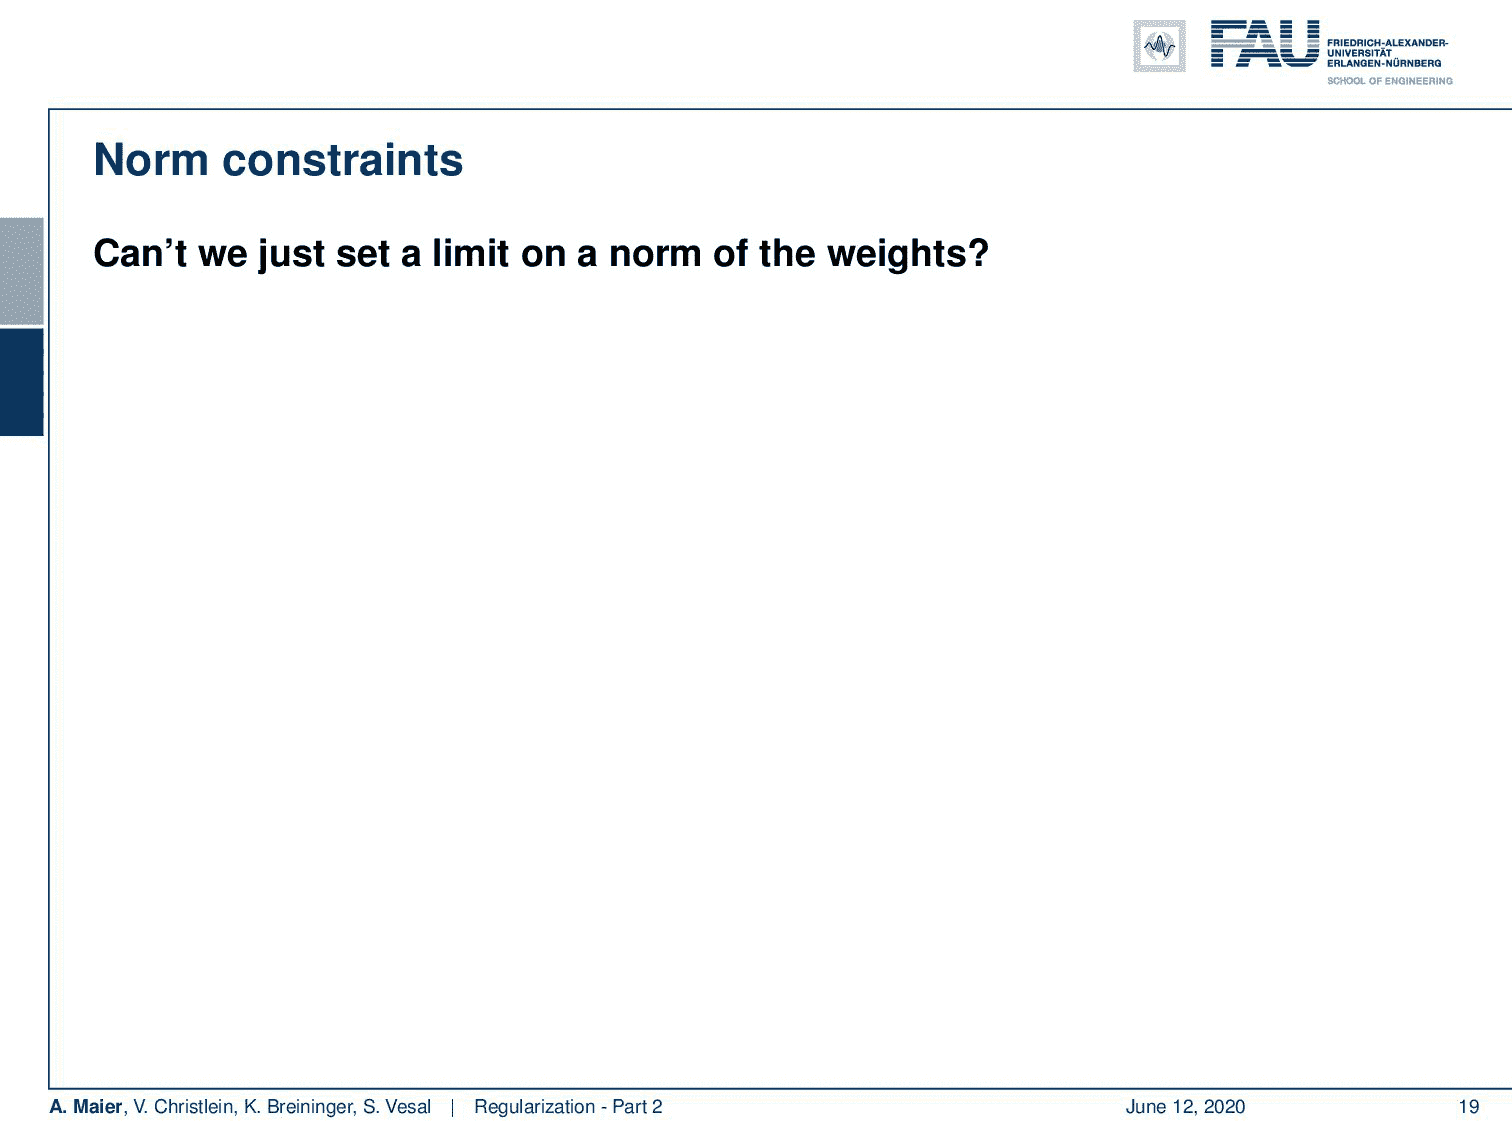 FAU
FRIEDRICH-ALEXANDER-
UNIVERSITÄT
ERLANGEN-NÜRNBERG
SCHOOL OF ENGINEERING
Norm constraints
Can't we just set a limit on a norm of the weights?
A. Maier, V. Christlein, K. Breininger, S. Vesal | Regularization - Part 2 June 12, 2020 19